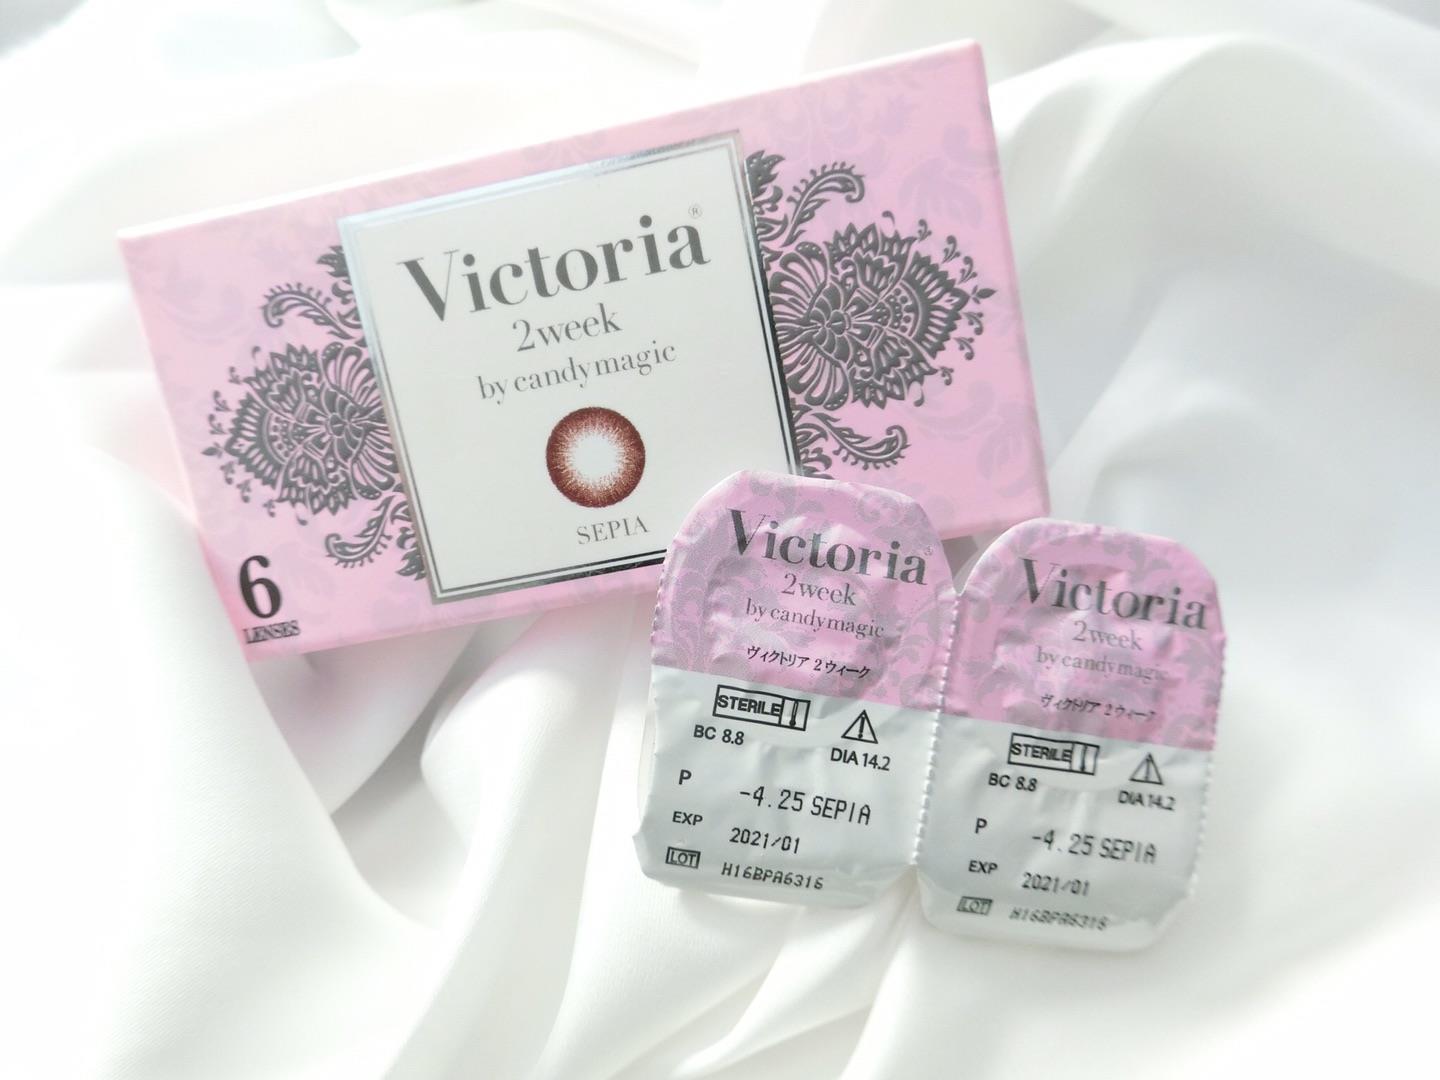 Victoria®
2week
by candymagic
SEPIA
6
LENSES
Victoria®
2week
by candymagic
ヴィクトリア 2ウィーク
STERILE
BC 8.8
DIA 14.2
P -4.25 SEPIA
EXP 2021/01
LOT H16BPA6316
Victoria
2week
by candymagic
ヴィクトリア 2ウィーク
STERILE
BC 8.8
DIA 14.2
P -4.25 SEPIA
EXP 2021/01
LOT H16BPA6316